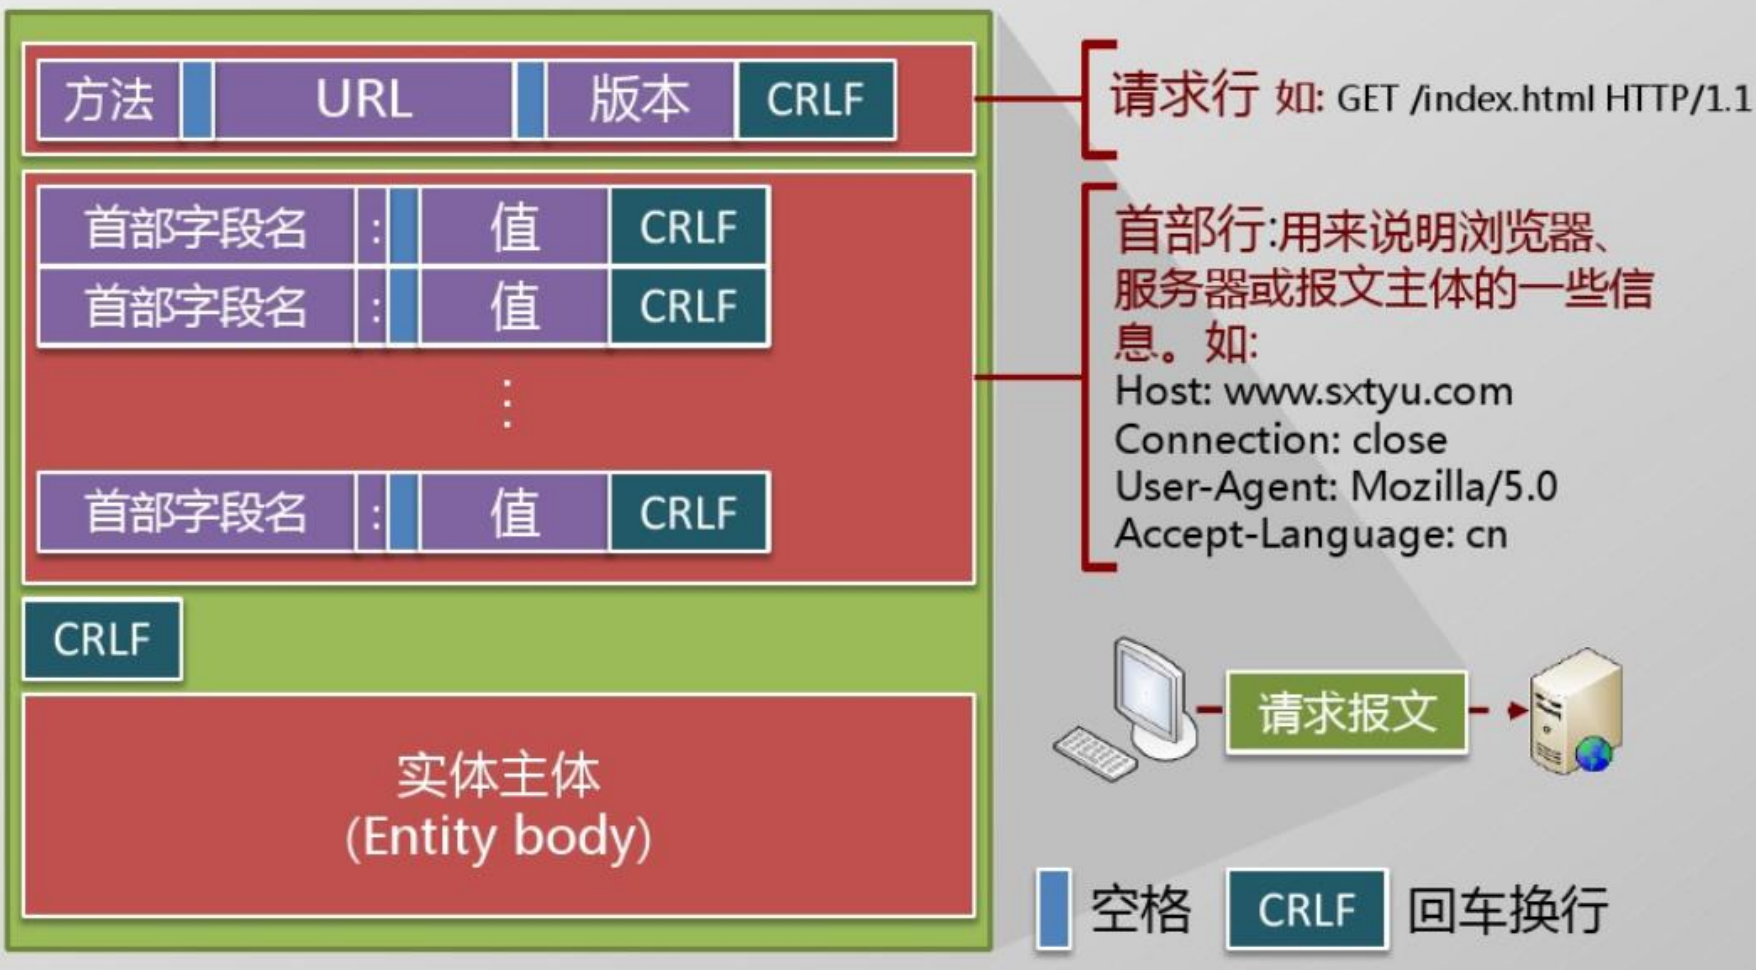 方法 URL 版本 CRLF
请求行 如: GET /index.html HTTP/1.1
首部字段名 : 值 CRLF
首部字段名 : 值 CRLF
⋮
首部字段名 : 值 CRLF
首部行:用来说明浏览器、
服务器或报文主体的一些信
息。如:
Host: www.sxtyu.com
Connection: close
User-Agent: Mozilla/5.0
Accept-Language: cn
CRLF
请求报文
实体主体
(Entity body)
空格 CRLF 回车换行